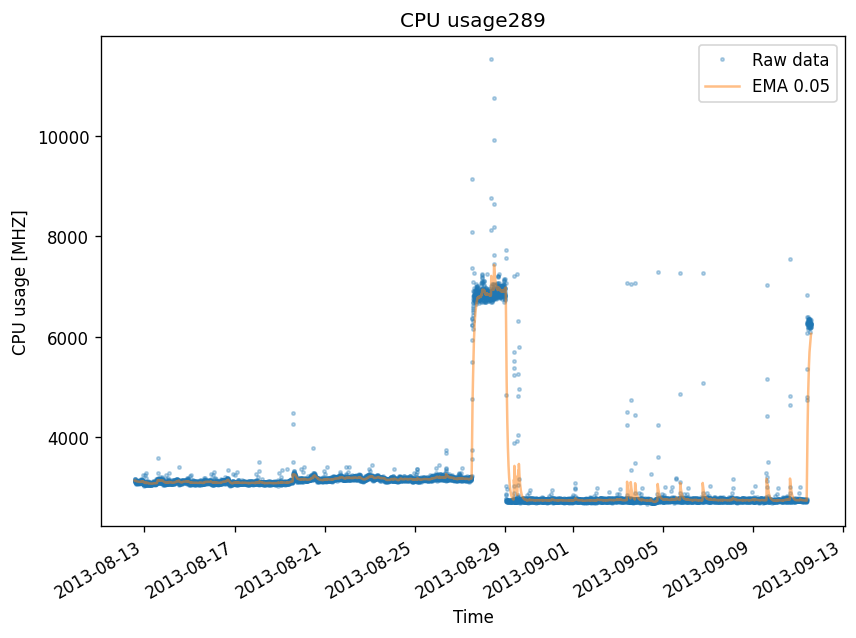 CPU usage289
Raw data
EMA 0.05
10000
8000
6000
4000
CPU usage [MHZ]
2013-08-13
2013-08-17
2013-08-21
2013-08-25
2013-08-29
2013-09-01
2013-09-05
2013-09-09
2013-09-13
Time